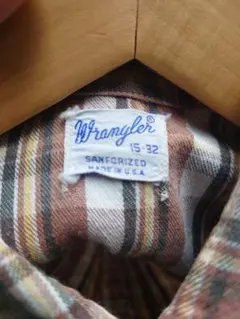 Wrangler®
15-32
SANFORIZED
MADE IN U.S.A.